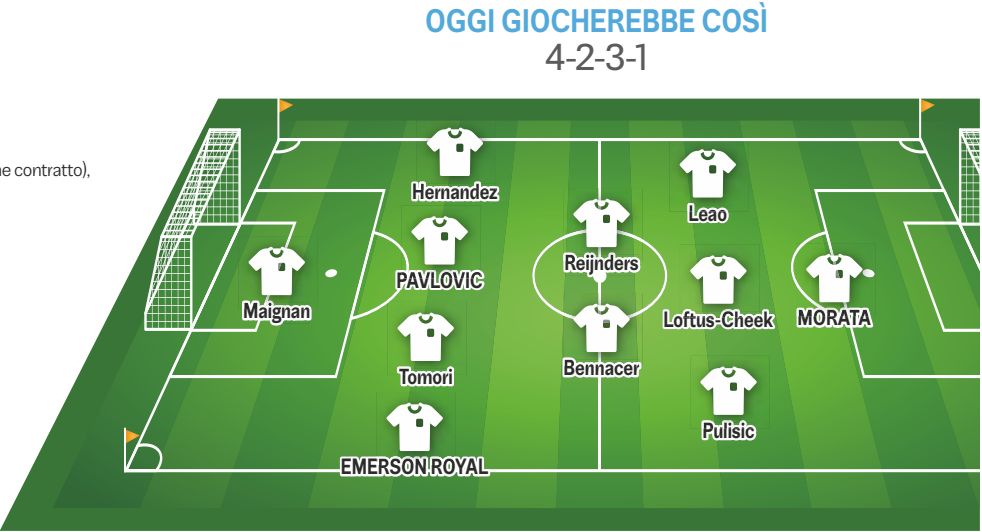 OGGI GIOCHEREBBE COSÌ
4-2-3-1
ne contratto),
Hernandez
Leao
Reijnders
PAVLOVIC
Maignan
Loftus-Cheek
MORATA
Tomori
Bennacer
Pulisic
EMERSON ROYAL